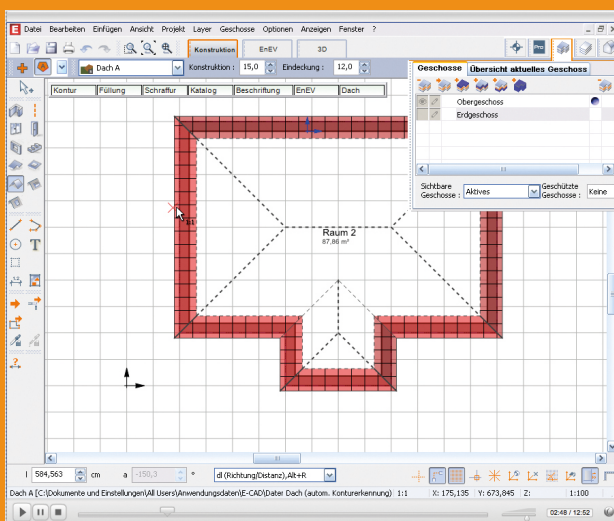 Datei Bearbeiten Einfügen Ansicht Projekt Layer Geschosse Optionen Anzeigen Fenster ?
Konstruktion EnEV 3D
Pro
Dach A Konstruktion : 15,0 Eindeckung : 12,0
Geschosse Übersicht aktuelles Geschoss
Kontur Füllung Schraffur Katalog Beschriftung EnEV Dach
Obergeschoss
Erdgeschoss
Sichtbare Geschosse : Aktives Geschützte Geschosse : Keine
Raum 2
87,86 m²
l 584,563 cm a -150,3 ° dl (Richtung/Distanz),Alt+R
Dach A [C:\Dokumente und Einstellungen\All Users\Anwendungsdaten\E-CAD\Dater Dach (autom. Konturerkennung) 1:1 X: 175,135 Y: 673,845 Z: 1:100
02:48 / 12:52